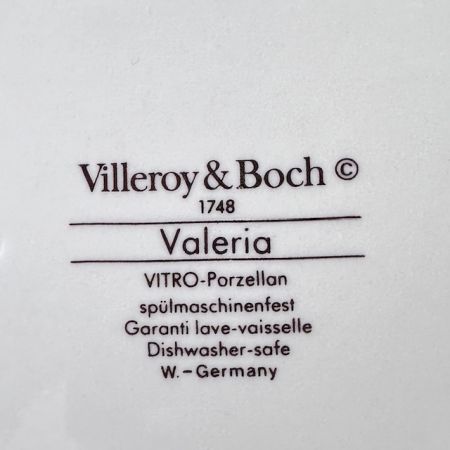 Villeroy & Boch ©
1748
Valeria
VITRO-Porzellan
spülmaschinenfest
Garanti lave-vaisselle
Dishwasher-safe
W.-Germany